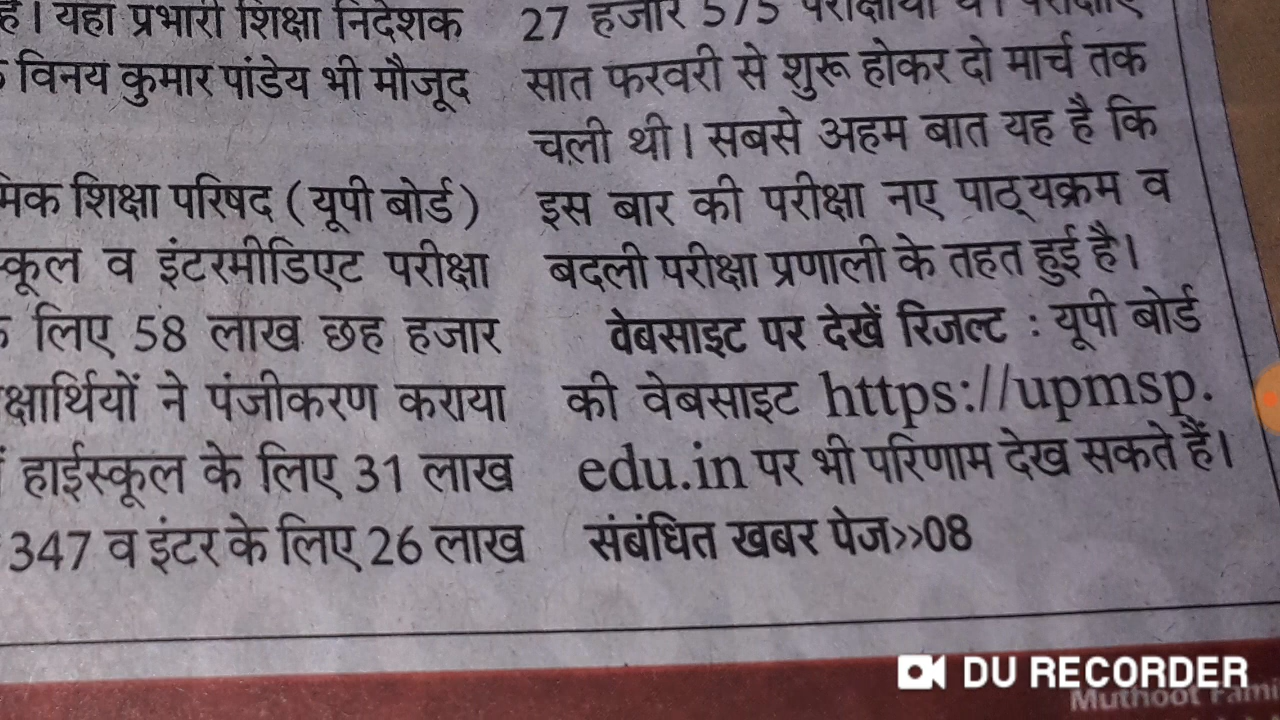 है। यहां प्रभारी शिक्षा निदेशक
विनय कुमार पांडेय भी मौजूद
शिक्षा परिषद (यूपी बोर्ड)
व इंटरमीडिएट परीक्षा
लिए 58 लाख छह हजार
ने पंजीकरण कराया
हाईस्कूल के लिए 31 लाख
347 व इंटर के लिए 26 लाख
27 हजार 575
सात फरवरी से शुरू होकर दो मार्च तक
चली थी। सबसे अहम बात यह है कि
इस बार की परीक्षा नए पाठ्यक्रम व
बदली परीक्षा प्रणाली के तहत हुई है।
वेबसाइट पर देखें रिजल्ट : यूपी बोर्ड
की वेबसाइट https://upmsp.
edu.in पर भी परिणाम देख सकते हैं।
संबंधित खबर पेज>>08
DU RECORDER
Muthoot